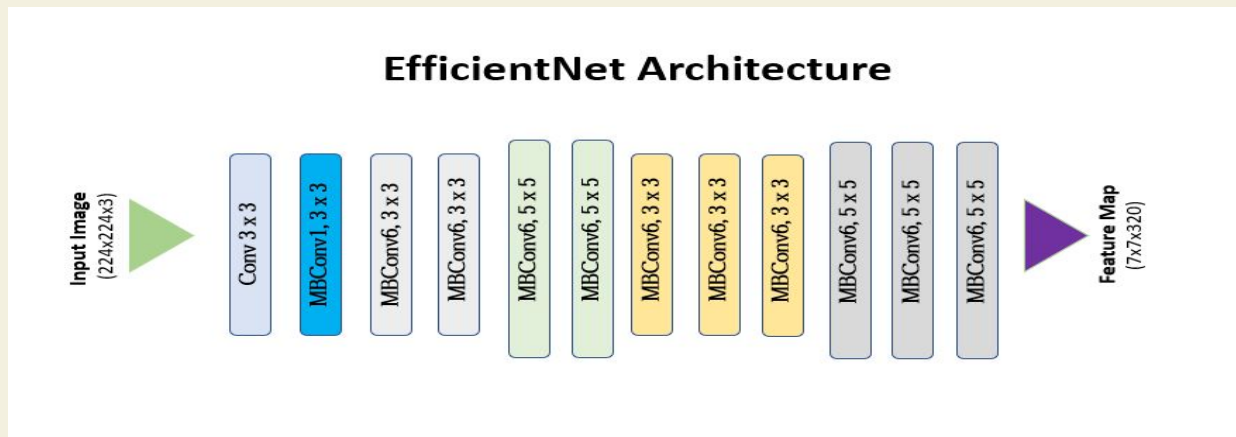 EfficientNet Architecture
Input Image
(224x224x3)
Conv 3 x 3
MBConv1, 3 x 3
MBConv6, 3 x 3
MBConv6, 3 x 3
MBConv6, 5 x 5
MBConv6, 5 x 5
MBConv6, 3 x 3
MBConv6, 3 x 3
MBConv6, 3 x 3
MBConv6, 5 x 5
MBConv6, 5 x 5
MBConv6, 5 x 5
Feature Map
(7x7x320)